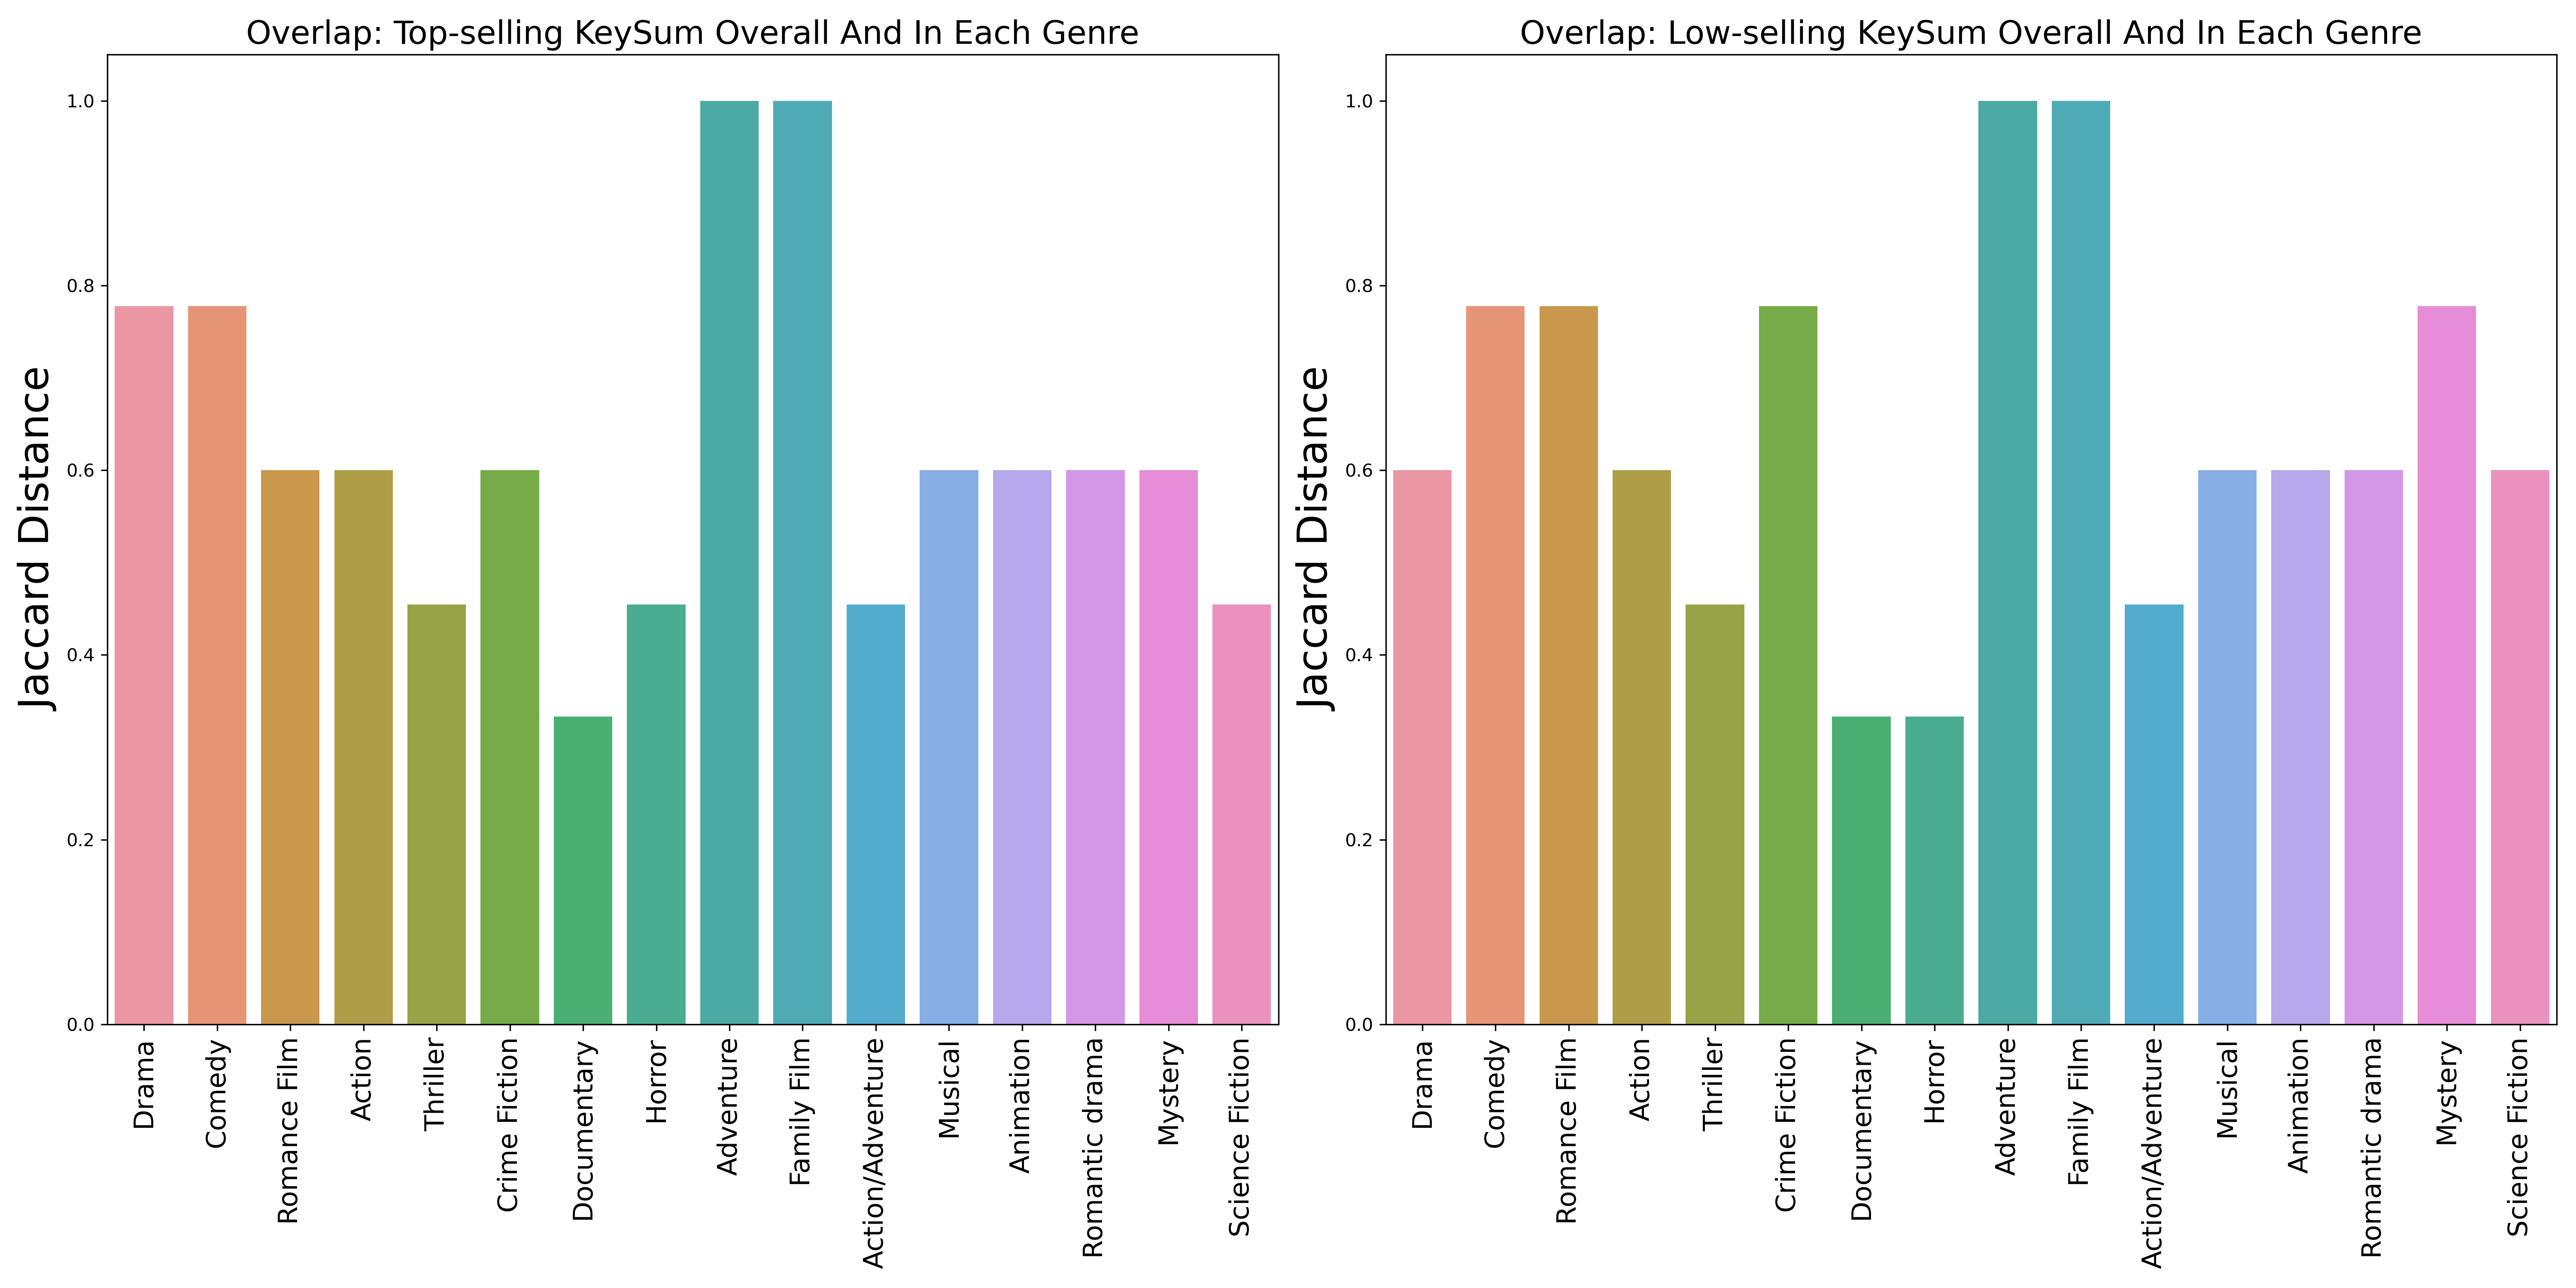 Overlap: Top-selling KeySum Overall And In Each Genre
Jaccard Distance
1.0
0.8
0.6
0.4
0.2
0.0
Drama
Comedy
Romance Film
Action
Thriller
Crime Fiction
Documentary
Horror
Adventure
Family Film
Action/Adventure
Musical
Animation
Romantic drama
Mystery
Science Fiction
Overlap: Low-selling KeySum Overall And In Each Genre
Jaccard Distance
1.0
0.8
0.6
0.4
0.2
0.0
Drama
Comedy
Romance Film
Action
Thriller
Crime Fiction
Documentary
Horror
Adventure
Family Film
Action/Adventure
Musical
Animation
Romantic drama
Mystery
Science Fiction